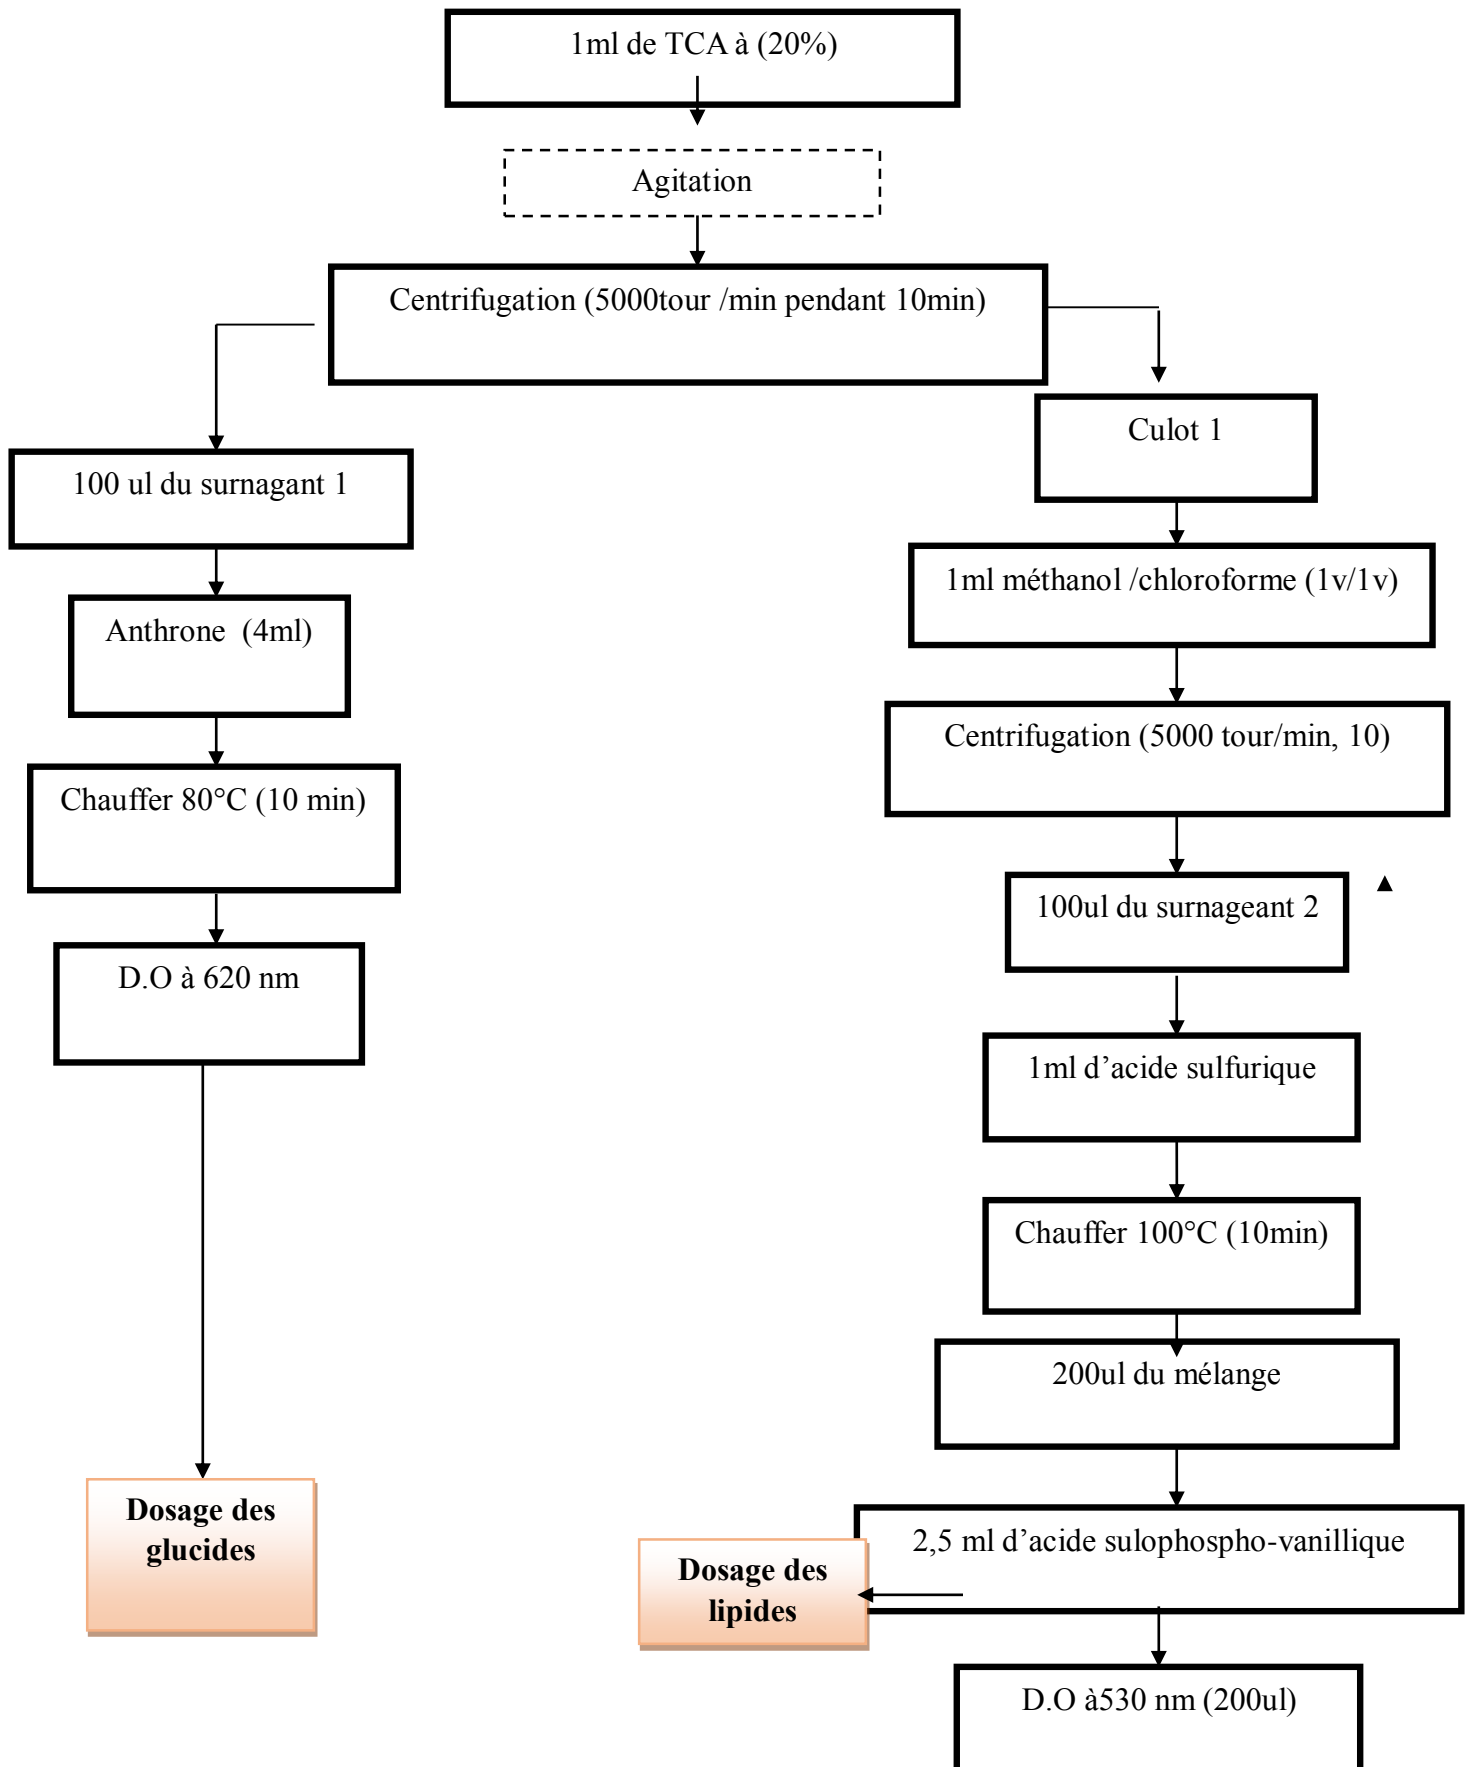 1ml de TCA à (20%)
Agitation
Centrifugation (5000tour /min pendant 10min)
100 ul du surnagant 1
Anthrone  (4ml)
Chauffer 80°C (10 min)
D.O à 620 nm
Dosage des
glucides
Culot 1
1ml méthanol /chloroforme (1v/1v)
Centrifugation (5000 tour/min, 10)
100ul du surnageant 2
1ml d’acide sulfurique
Chauffer 100°C (10min)
200ul du mélange
2,5 ml d’acide sulophospho-vanillique
Dosage des
lipides
D.O à530 nm (200ul)